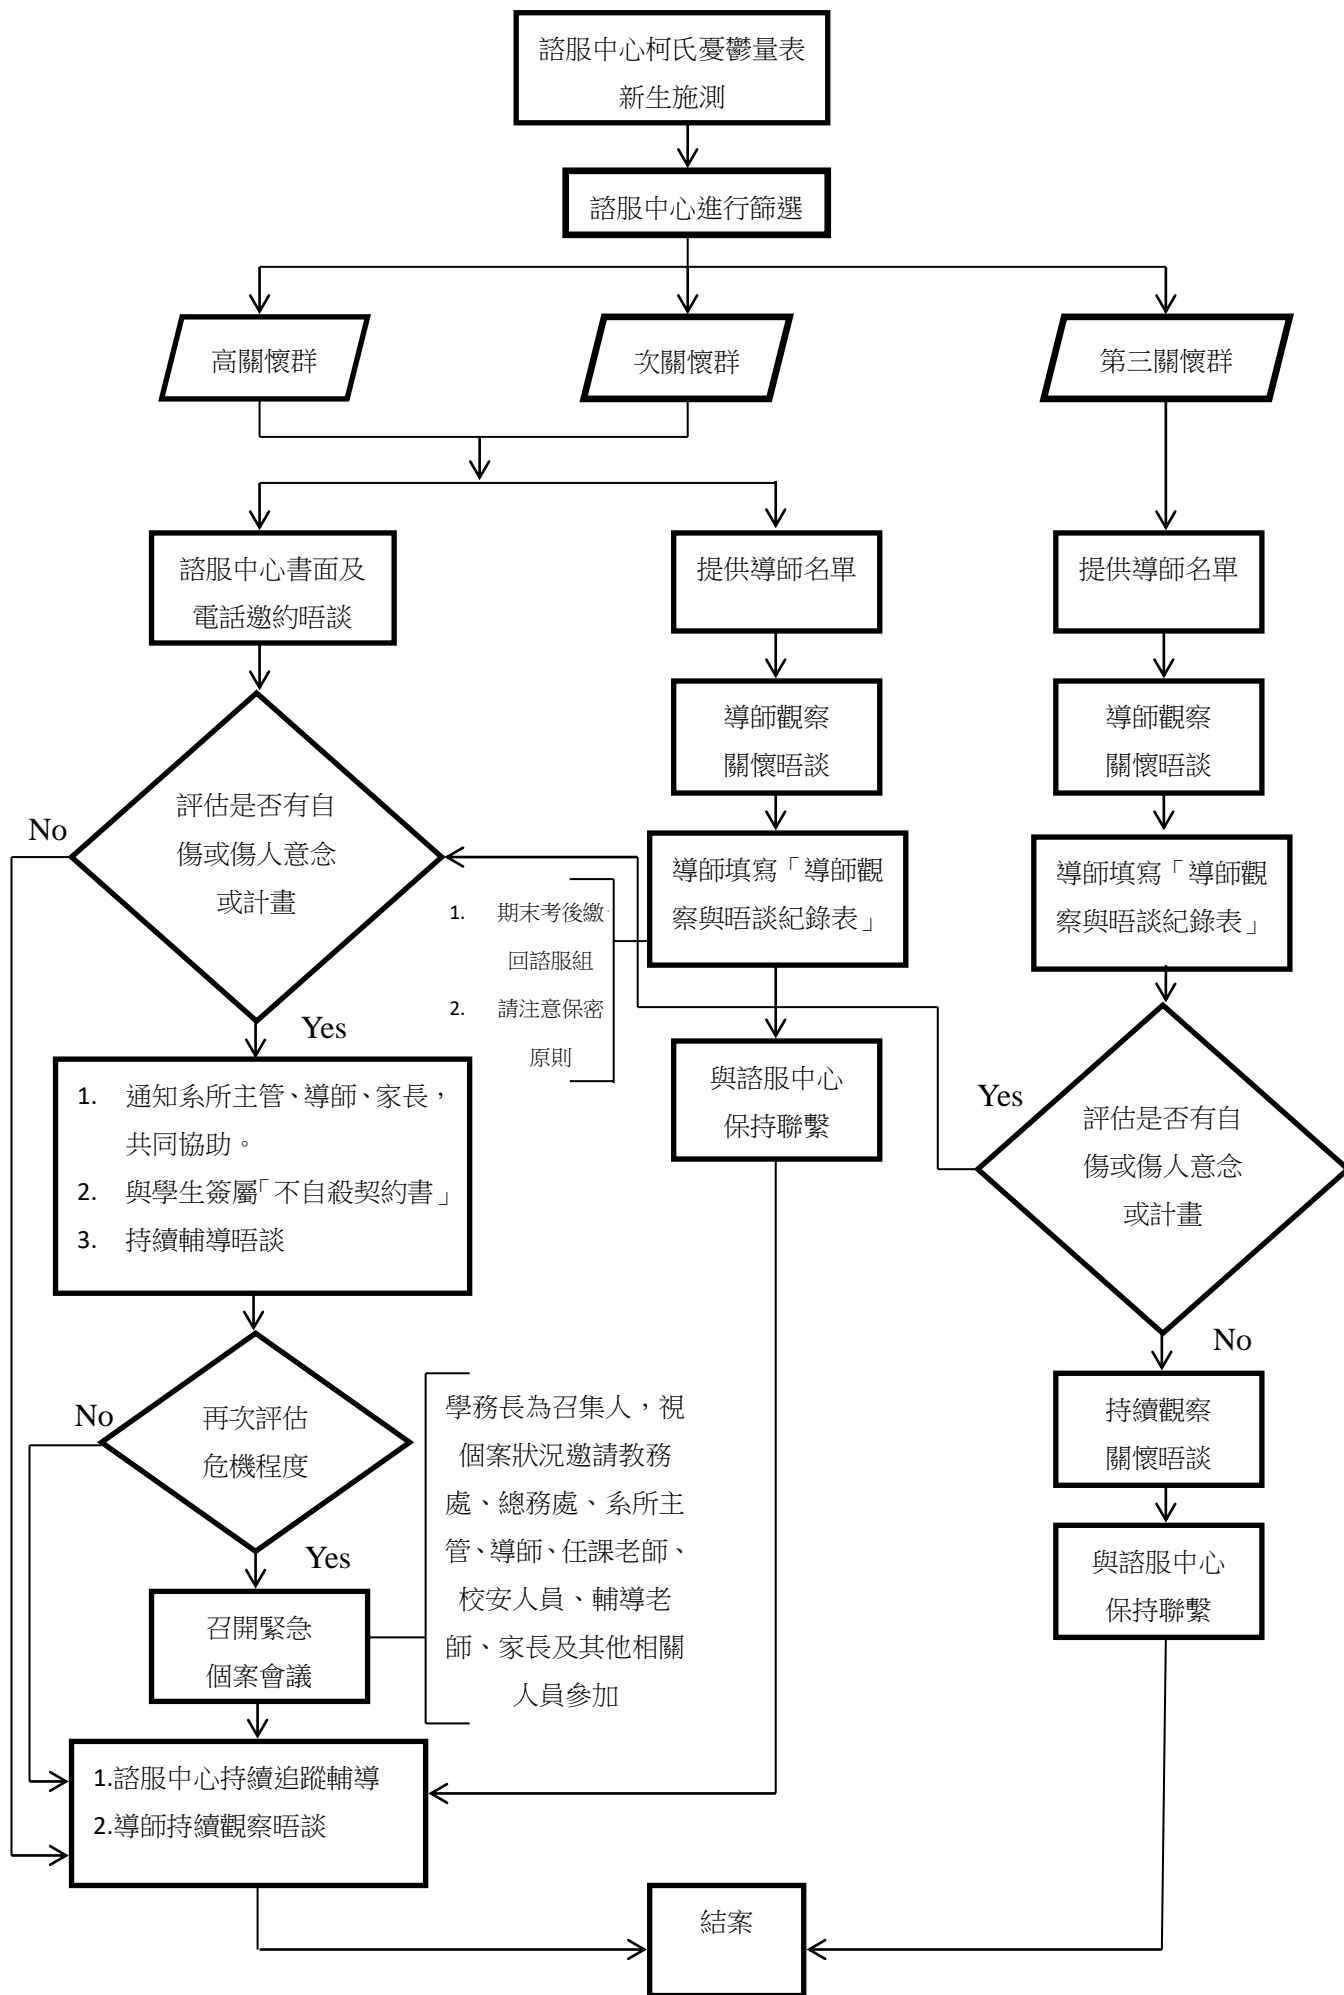 諮服中心柯氏憂鬱量表
新生施測
諮服中心進行篩選
高關懷群
次關懷群
第三關懷群
諮服中心書面及
電話邀約晤談
提供導師名單
提供導師名單
導師觀察
關懷晤談
導師觀察
關懷晤談
No
評估是否有自
傷或傷人意念
或計畫
導師填寫「導師觀
察與晤談紀錄表」
導師填寫「導師觀
察與晤談紀錄表」
1. 期末考後繳
回諮服組
2. 請注意保密
原則
Yes
1. 通知系所主管、導師、家長，
共同協助。
2. 與學生簽屬「不自殺契約書」
3. 持續輔導晤談
與諮服中心
保持聯繫
Yes
評估是否有自
傷或傷人意念
或計畫
No
No
再次評估
危機程度
學務長為召集人，視
個案狀況邀請教務
處、總務處、系所主
管、導師、任課老師、
校安人員、輔導老
師、家長及其他相關
人員參加
持續觀察
關懷晤談
Yes
召開緊急
個案會議
與諮服中心
保持聯繫
1.諮服中心持續追蹤輔導
2.導師持續觀察晤談
結案